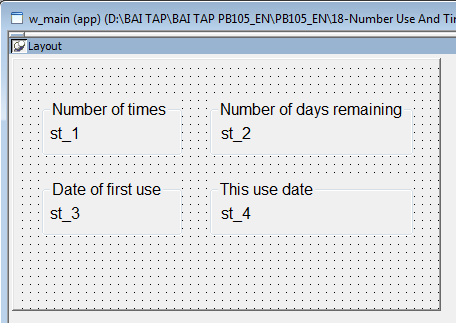 w_main (app) (D:\BAI TAP\BAI TAP PB105_EN\PB105_EN\18-Number Use And Tim
Layout
Number of times
Number of days remaining
st_1
st_2
Date of first use
This use date
st_3
st_4